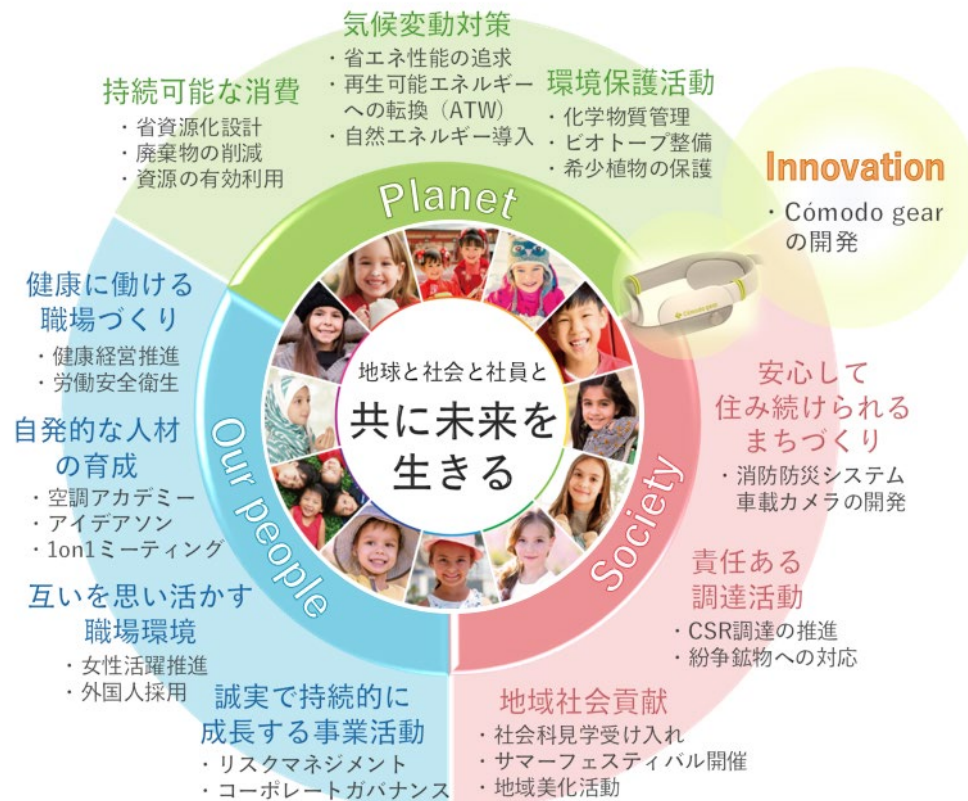 気候変動対策
・省エネ性能の追求
・再生可能エネルギー
への転換（ATW）
・自然エネルギー導入
持続可能な消費
・省資源化設計
・廃棄物の削減
・資源の有効利用
環境保護活動
・化学物質管理
・ビオトープ整備
・希少植物の保護
Innovation
・Cómodo gear
の開発
Planet
Cómodo gear
健康に働ける
職場づくり
・健康経営推進
・労働安全衛生
自発的な人材
の育成
・空調アカデミー
・アイデアソン
・1on1ミーティング
互いを思い活かす
職場環境
・女性活躍推進
・外国人採用
誠実で持続的に
成長する事業活動
・リスクマネジメント
・コーポレートガバナンス
Our people
地球と社会と社員と
共に未来を
生きる
Society
安心して
住み続けられる
まちづくり
・消防防災システム
車載カメラの開発
責任ある
調達活動
・CSR調達の推進
・紛争鉱物への対応
地域社会貢献
・社会科見学受け入れ
・サマーフェスティバル開催
・地域美化活動